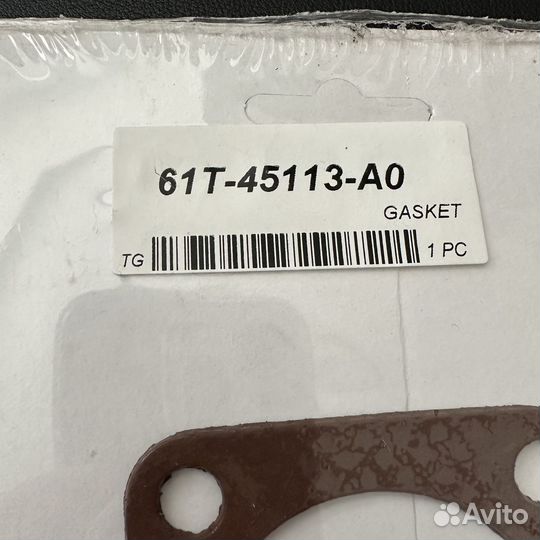 61T-45113-A0
GASKET
TG 1 PC
Avito